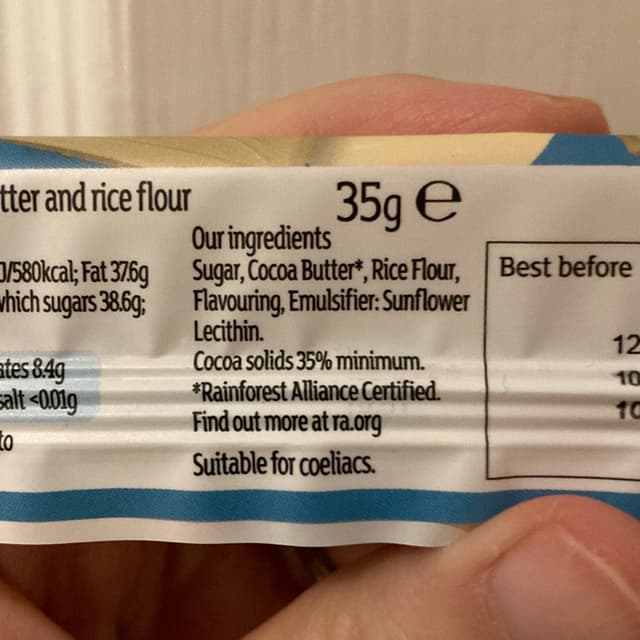 tter and rice flour
35g e
0/580kcal; Fat 37.6g
which sugars 38.6g;
ates 8.4g
salt <0.01g
to
Our ingredients
Sugar, Cocoa Butter*, Rice Flour,
Flavouring, Emulsifier: Sunflower
Lecithin.
Cocoa solids 35% minimum.
*Rainforest Alliance Certified.
Find out more at ra.org
Suitable for coeliacs.
Best before
12
10
10